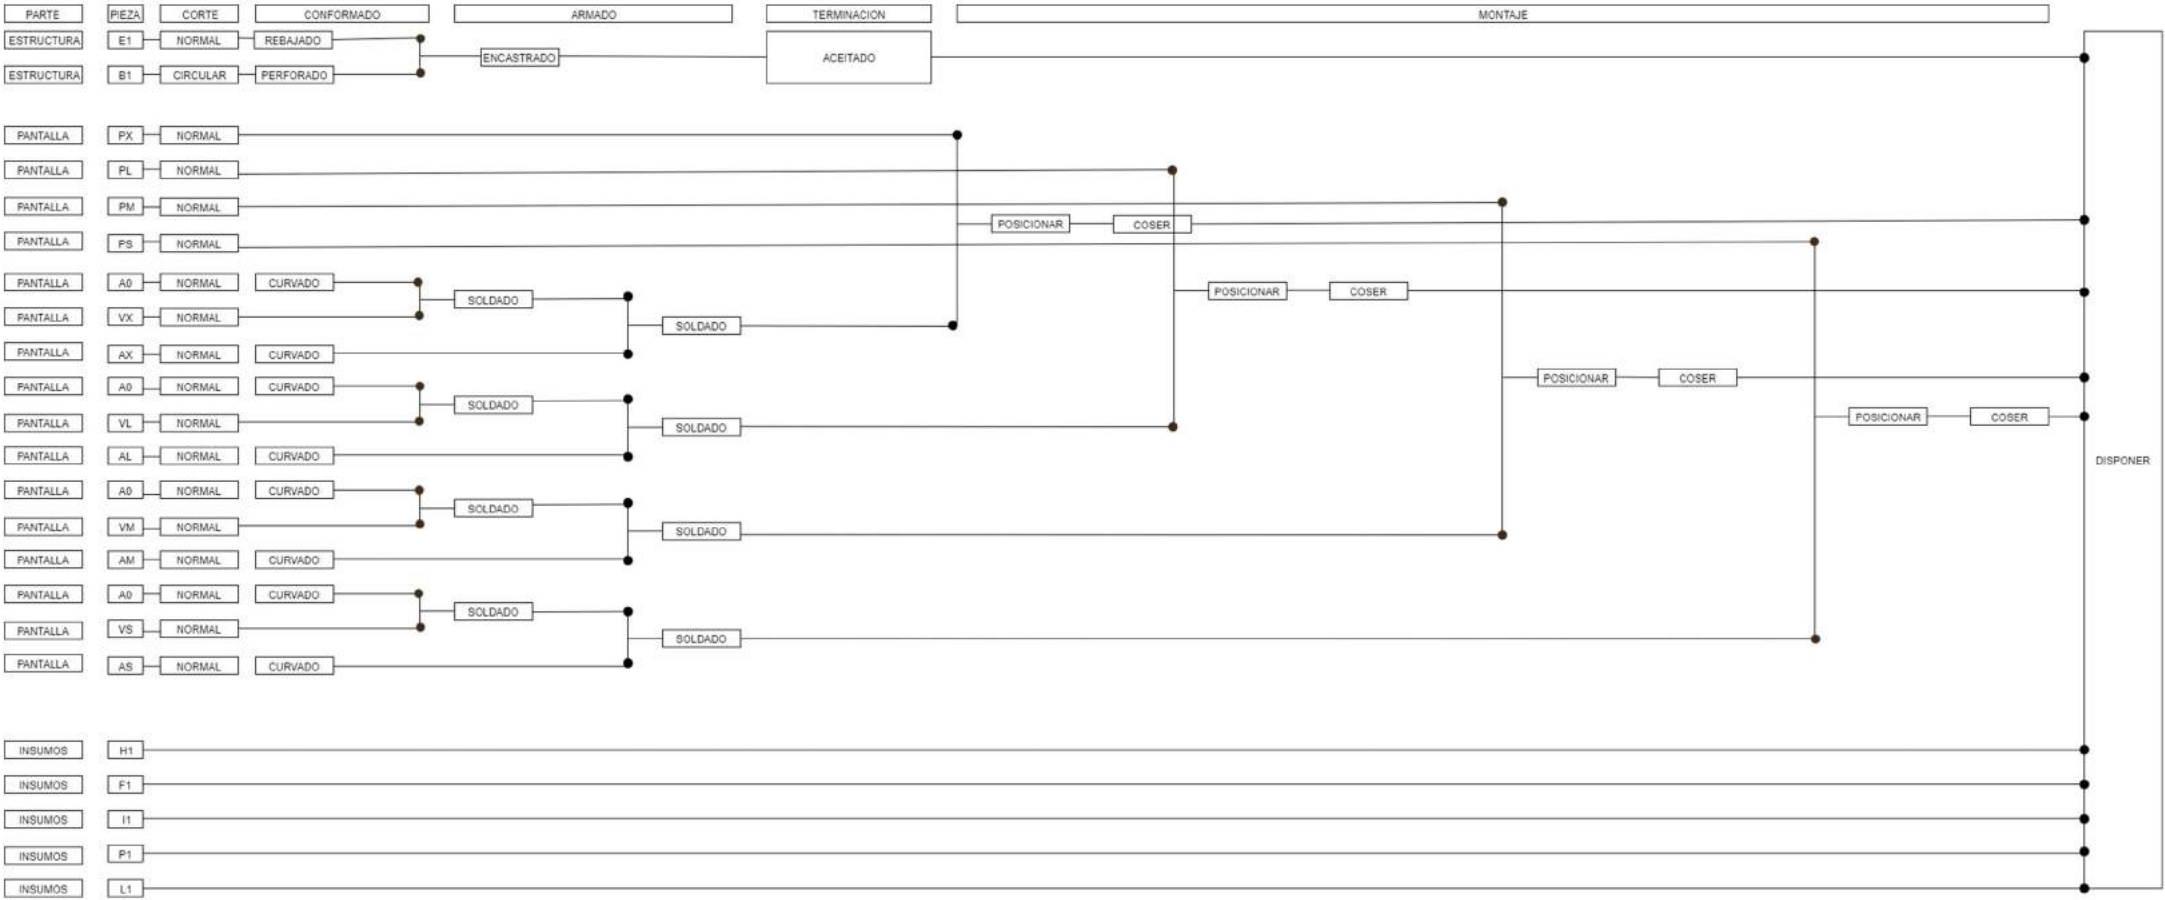 PARTE PIEZA CORTE CONFORMADO ARMADO TERMINACION MONTAJE
ESTRUCTURA E1 NORMAL REBAJADO
ENCASTRADO ACEITADO
ESTRUCTURA B1 CIRCULAR PERFORADO
PANTALLA PX NORMAL
PANTALLA PL NORMAL
PANTALLA PM NORMAL
POSICIONAR COSER
PANTALLA PS NORMAL
PANTALLA A0 NORMAL CURVADO
POSICIONAR COSER
SOLDADO
PANTALLA VX NORMAL
SOLDADO
PANTALLA AX NORMAL CURVADO
POSICIONAR COSER
PANTALLA A0 NORMAL CURVADO
SOLDADO
POSICIONAR COSER
PANTALLA VL NORMAL
SOLDADO
PANTALLA AL NORMAL CURVADO
DISPONER
PANTALLA A0 NORMAL CURVADO
SOLDADO
PANTALLA VM NORMAL
SOLDADO
PANTALLA AM NORMAL CURVADO
PANTALLA A0 NORMAL CURVADO
SOLDADO
PANTALLA VS NORMAL
SOLDADO
PANTALLA AS NORMAL CURVADO
INSUMOS H1
INSUMOS F1
INSUMOS I1
INSUMOS P1
INSUMOS L1